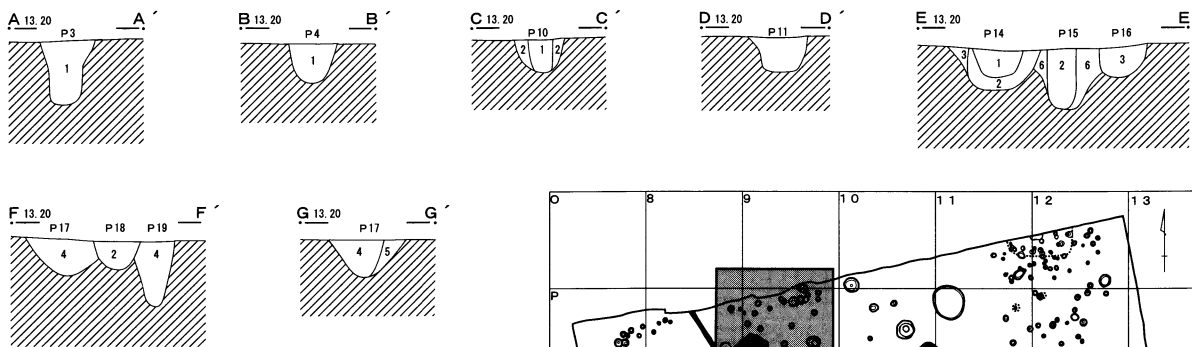 A 13.20 A´
P3
1
B 13.20 B´
P4
1
C 13.20 C´
P10
2 1 2
D 13.20 D´
P11
E 13.20 E
P14 P15 P16
3 1 2 6 2 6 3
F 13.20 F´
P17 P18 P19
4 2 4
G 13.20 G´
P17
4 5
O 8 9 10 11 12 13
P